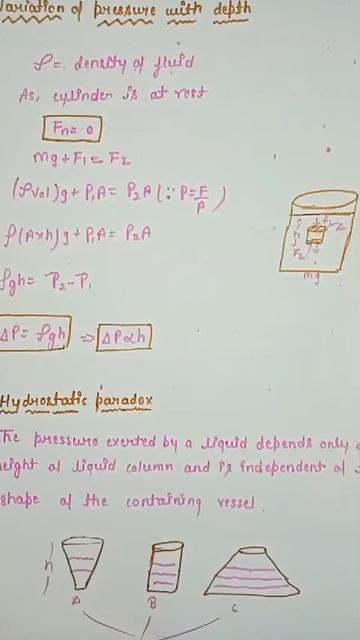 Variation of pressure with depth
ρ = density of fluid
As, cylinder is at rest
Fn = 0
mg + F₁ = F₂
(ρvol)g + P₁A = P₂A (∵ P = F/A)
ρ(A×h)g + P₁A = P₂A
ρgh = P₂ - P₁
ΔP = ρgh ⇒ ΔP∝h
mg
Hydrostatic paradox
The pressure exerted by a liquid depends only
height of liquid column and is independent of
shape of the containing vessel.
h
A B C